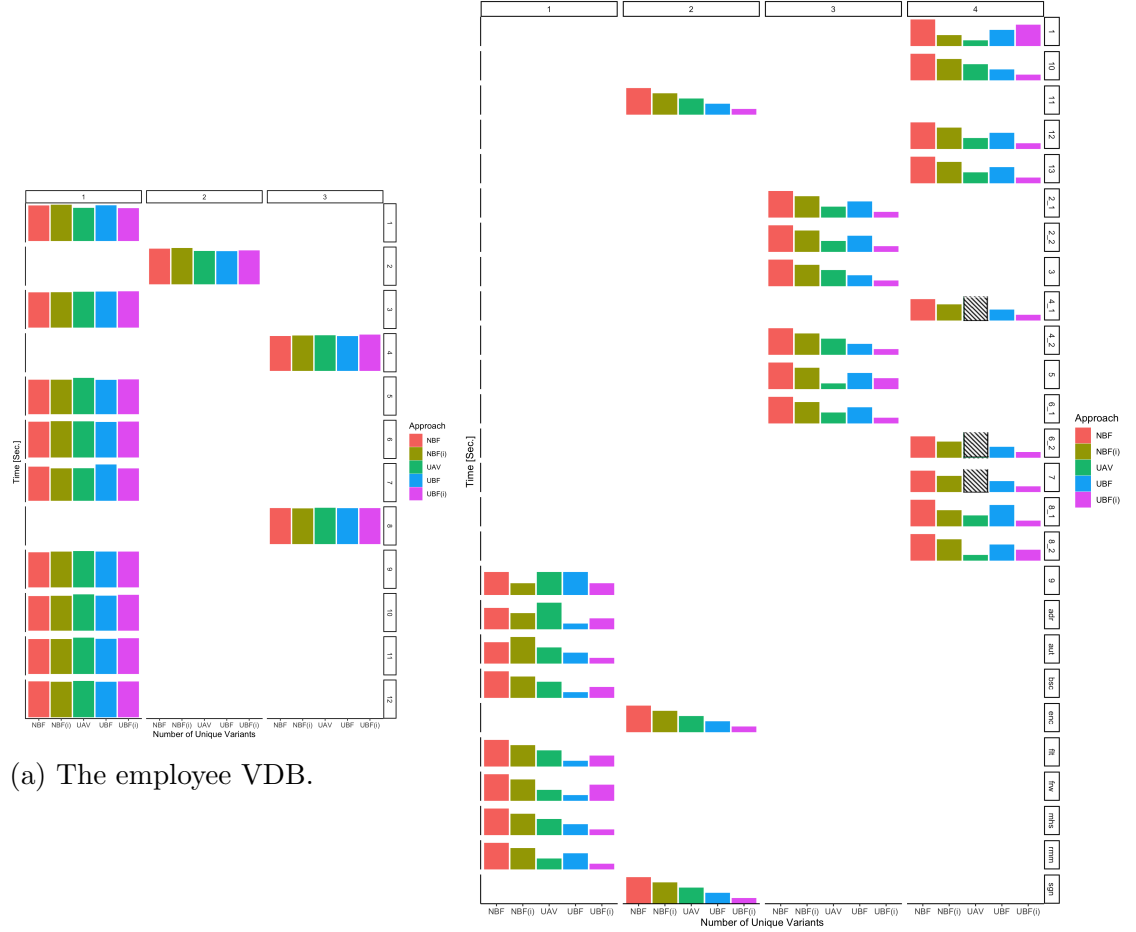 1
2
3
1
2
3
4
5
6
7
8
9
10
11
12
Time [Sec.]
NBF
NBF(i)
UAV
UBF
UBF(i)
NBF
NBF(i)
UAV
UBF
UBF(i)
NBF
NBF(i)
UAV
UBF
UBF(i)
Number of Unique Variants
Approach
NBF
NBF(i)
UAV
UBF
UBF(i)
(a) The employee VDB.
1
2
3
4
1
10
11
12
13
2_1
2_2
3
4_1
4_2
5
6_1
6_2
7
8_1
8_2
9
adr
aut
bsc
enc
flt
frw
mhs
rmm
sgn
Time [Sec.]
NBF
NBF(i)
UAV
UBF
UBF(i)
NBF
NBF(i)
UAV
UBF
UBF(i)
NBF
NBF(i)
UAV
UBF
UBF(i)
NBF
NBF(i)
UAV
UBF
UBF(i)
Number of Unique Variants
Approach
NBF
NBF(i)
UAV
UBF
UBF(i)